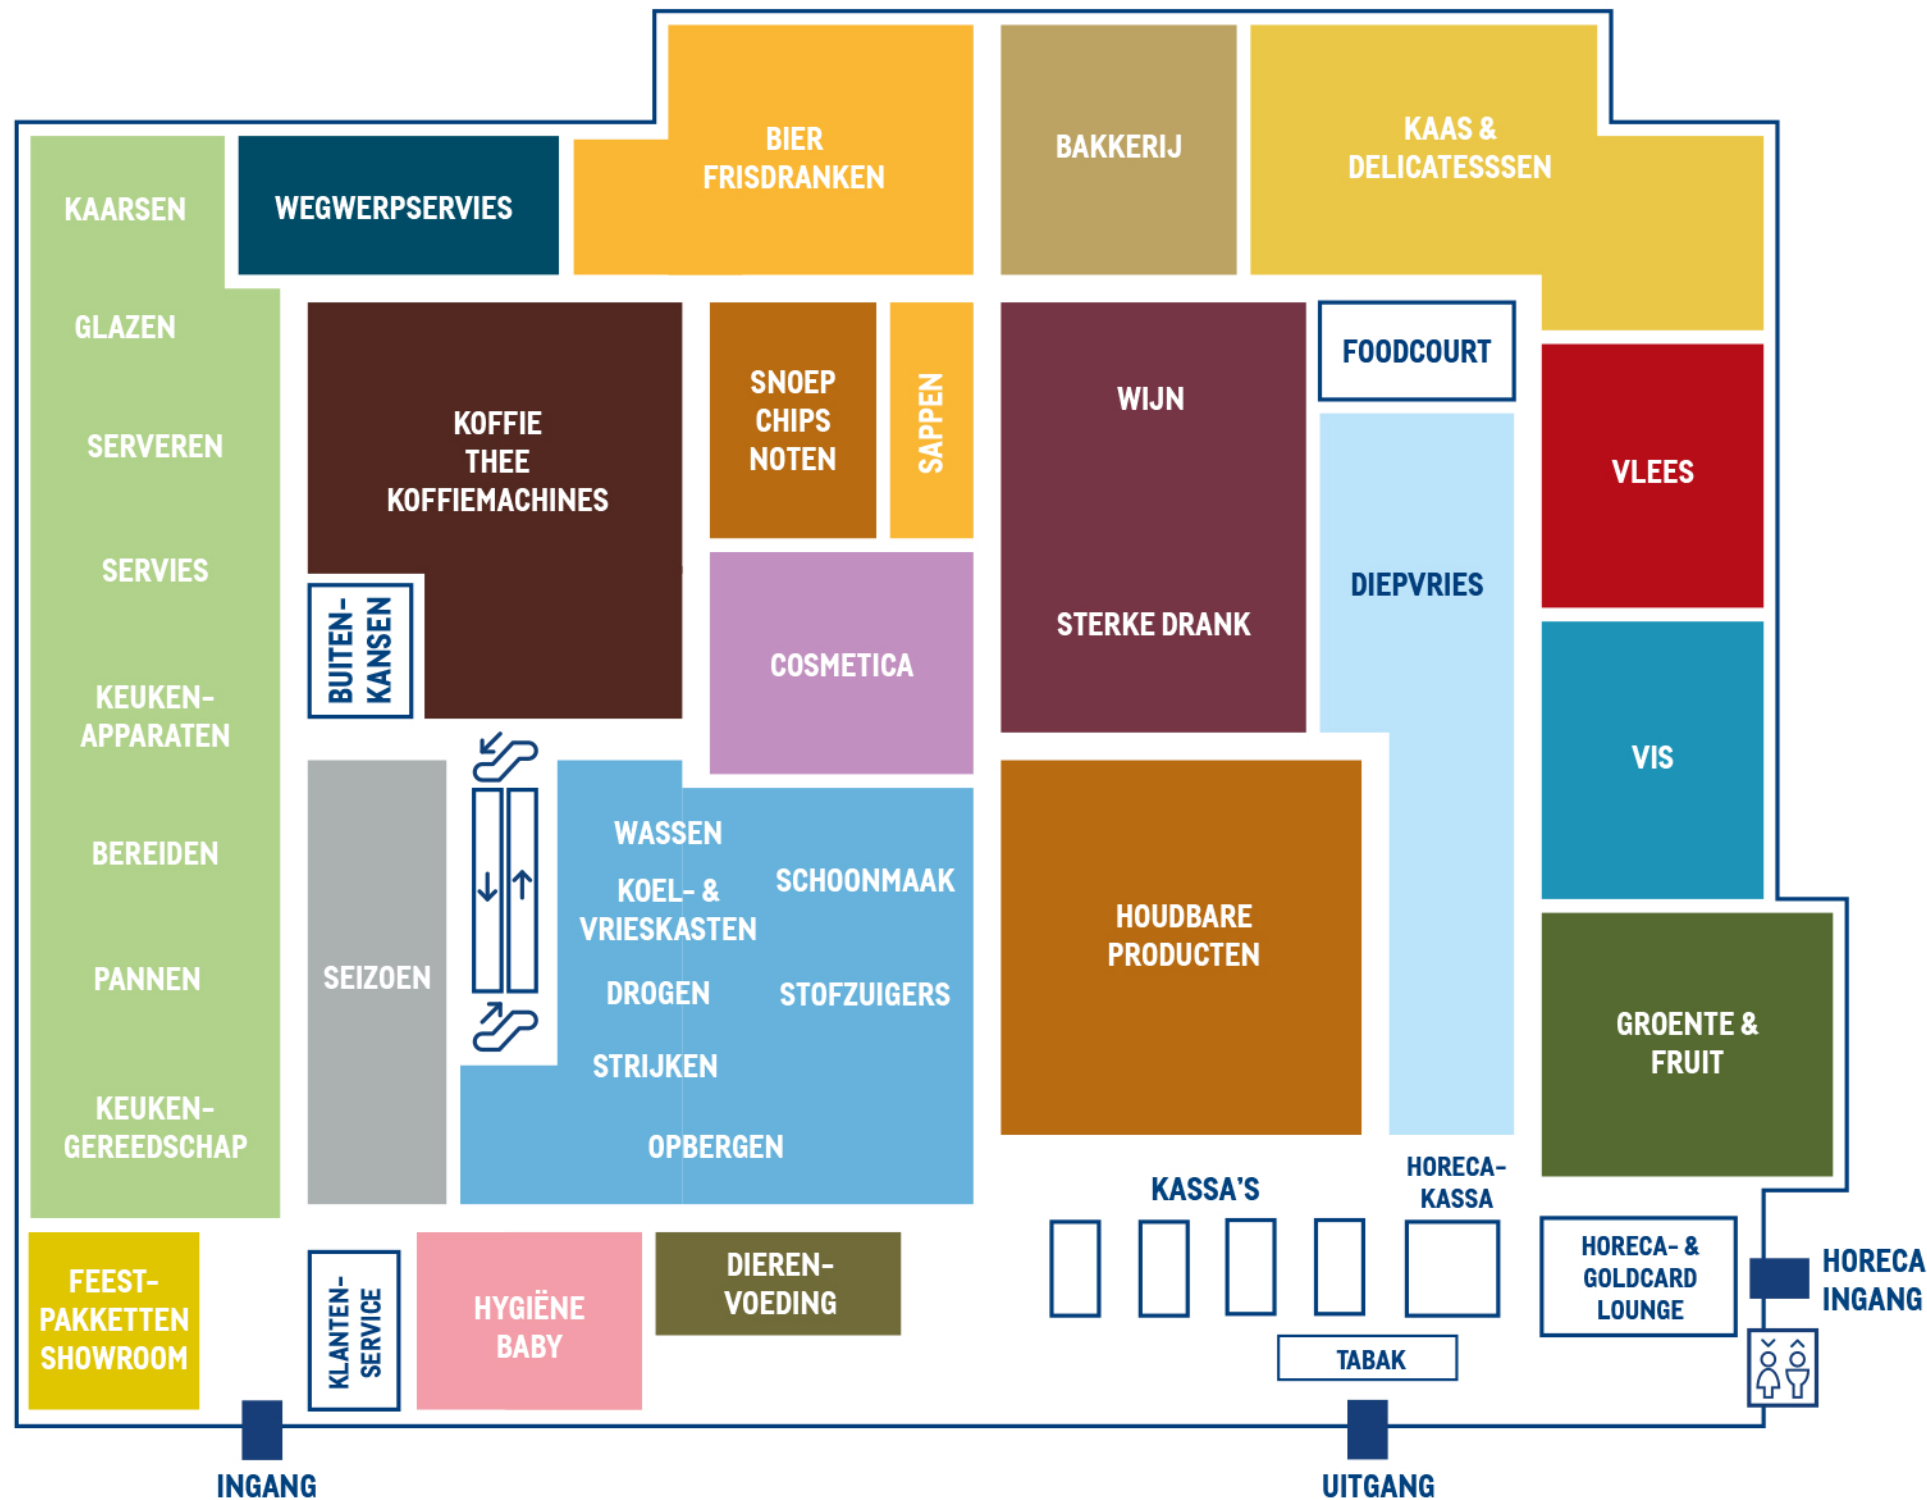 BIER
FRISDRANKEN
BAKKERIJ
KAAS &
DELICATESSSEN
KAARSEN
WEGWERPSERVIES
GLAZEN
SERVEREN
SERVIES
KEUKEN-
APPARATEN
BEREIDEN
PANNEN
KEUKEN-
GEREEDSCHAP
KOFFIE
THEE
KOFFIEMACHINES
SNOEP
CHIPS
NOTEN
SAPPEN
WIJN
STERKE DRANK
FOODCOURT
DIEPVRIES
VLEES
VIS
BUITEN-
KANSEN
COSMETICA
SEIZOEN
WASSEN
KOEL- &
VRIESKASTEN
DROGEN
STRIJKEN
SCHOONMAAK
STOFZUIGERS
OPBERGEN
HOUDBARE
PRODUCTEN
GROENTE &
FRUIT
FEEST-
PAKKETTEN
SHOWROOM
KLANTEN-
SERVICE
HYGIËNE
BABY
DIEREN-
VOEDING
KASSA'S
HORECA-
KASSA
TABAK
HORECA- &
GOLDCARD
LOUNGE
HORECA
INGANG
INGANG
UITGANG